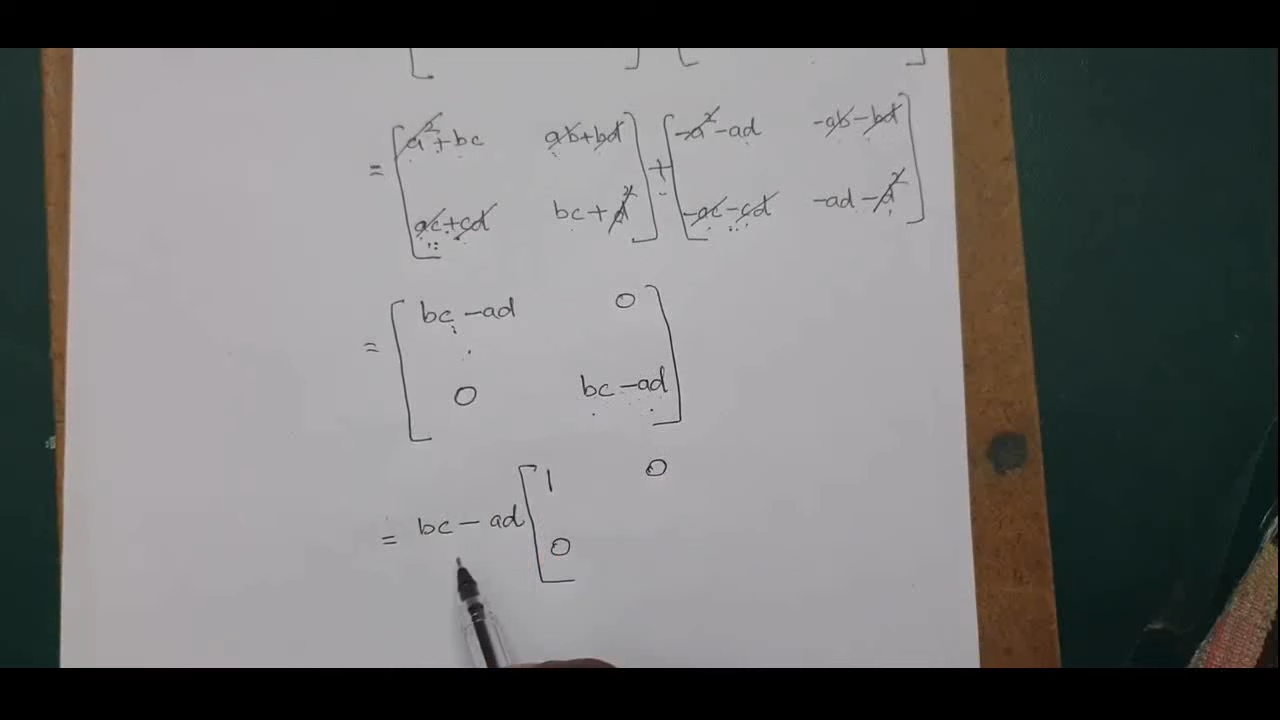 = [a²+bc ab+bd] + [-a²-ad -ab-bd]
[ac+cd bc+d²] [-ac-cd -ad-d²]
= [bc-ad 0]
[0 bc-ad]
= bc-ad [1 0
0